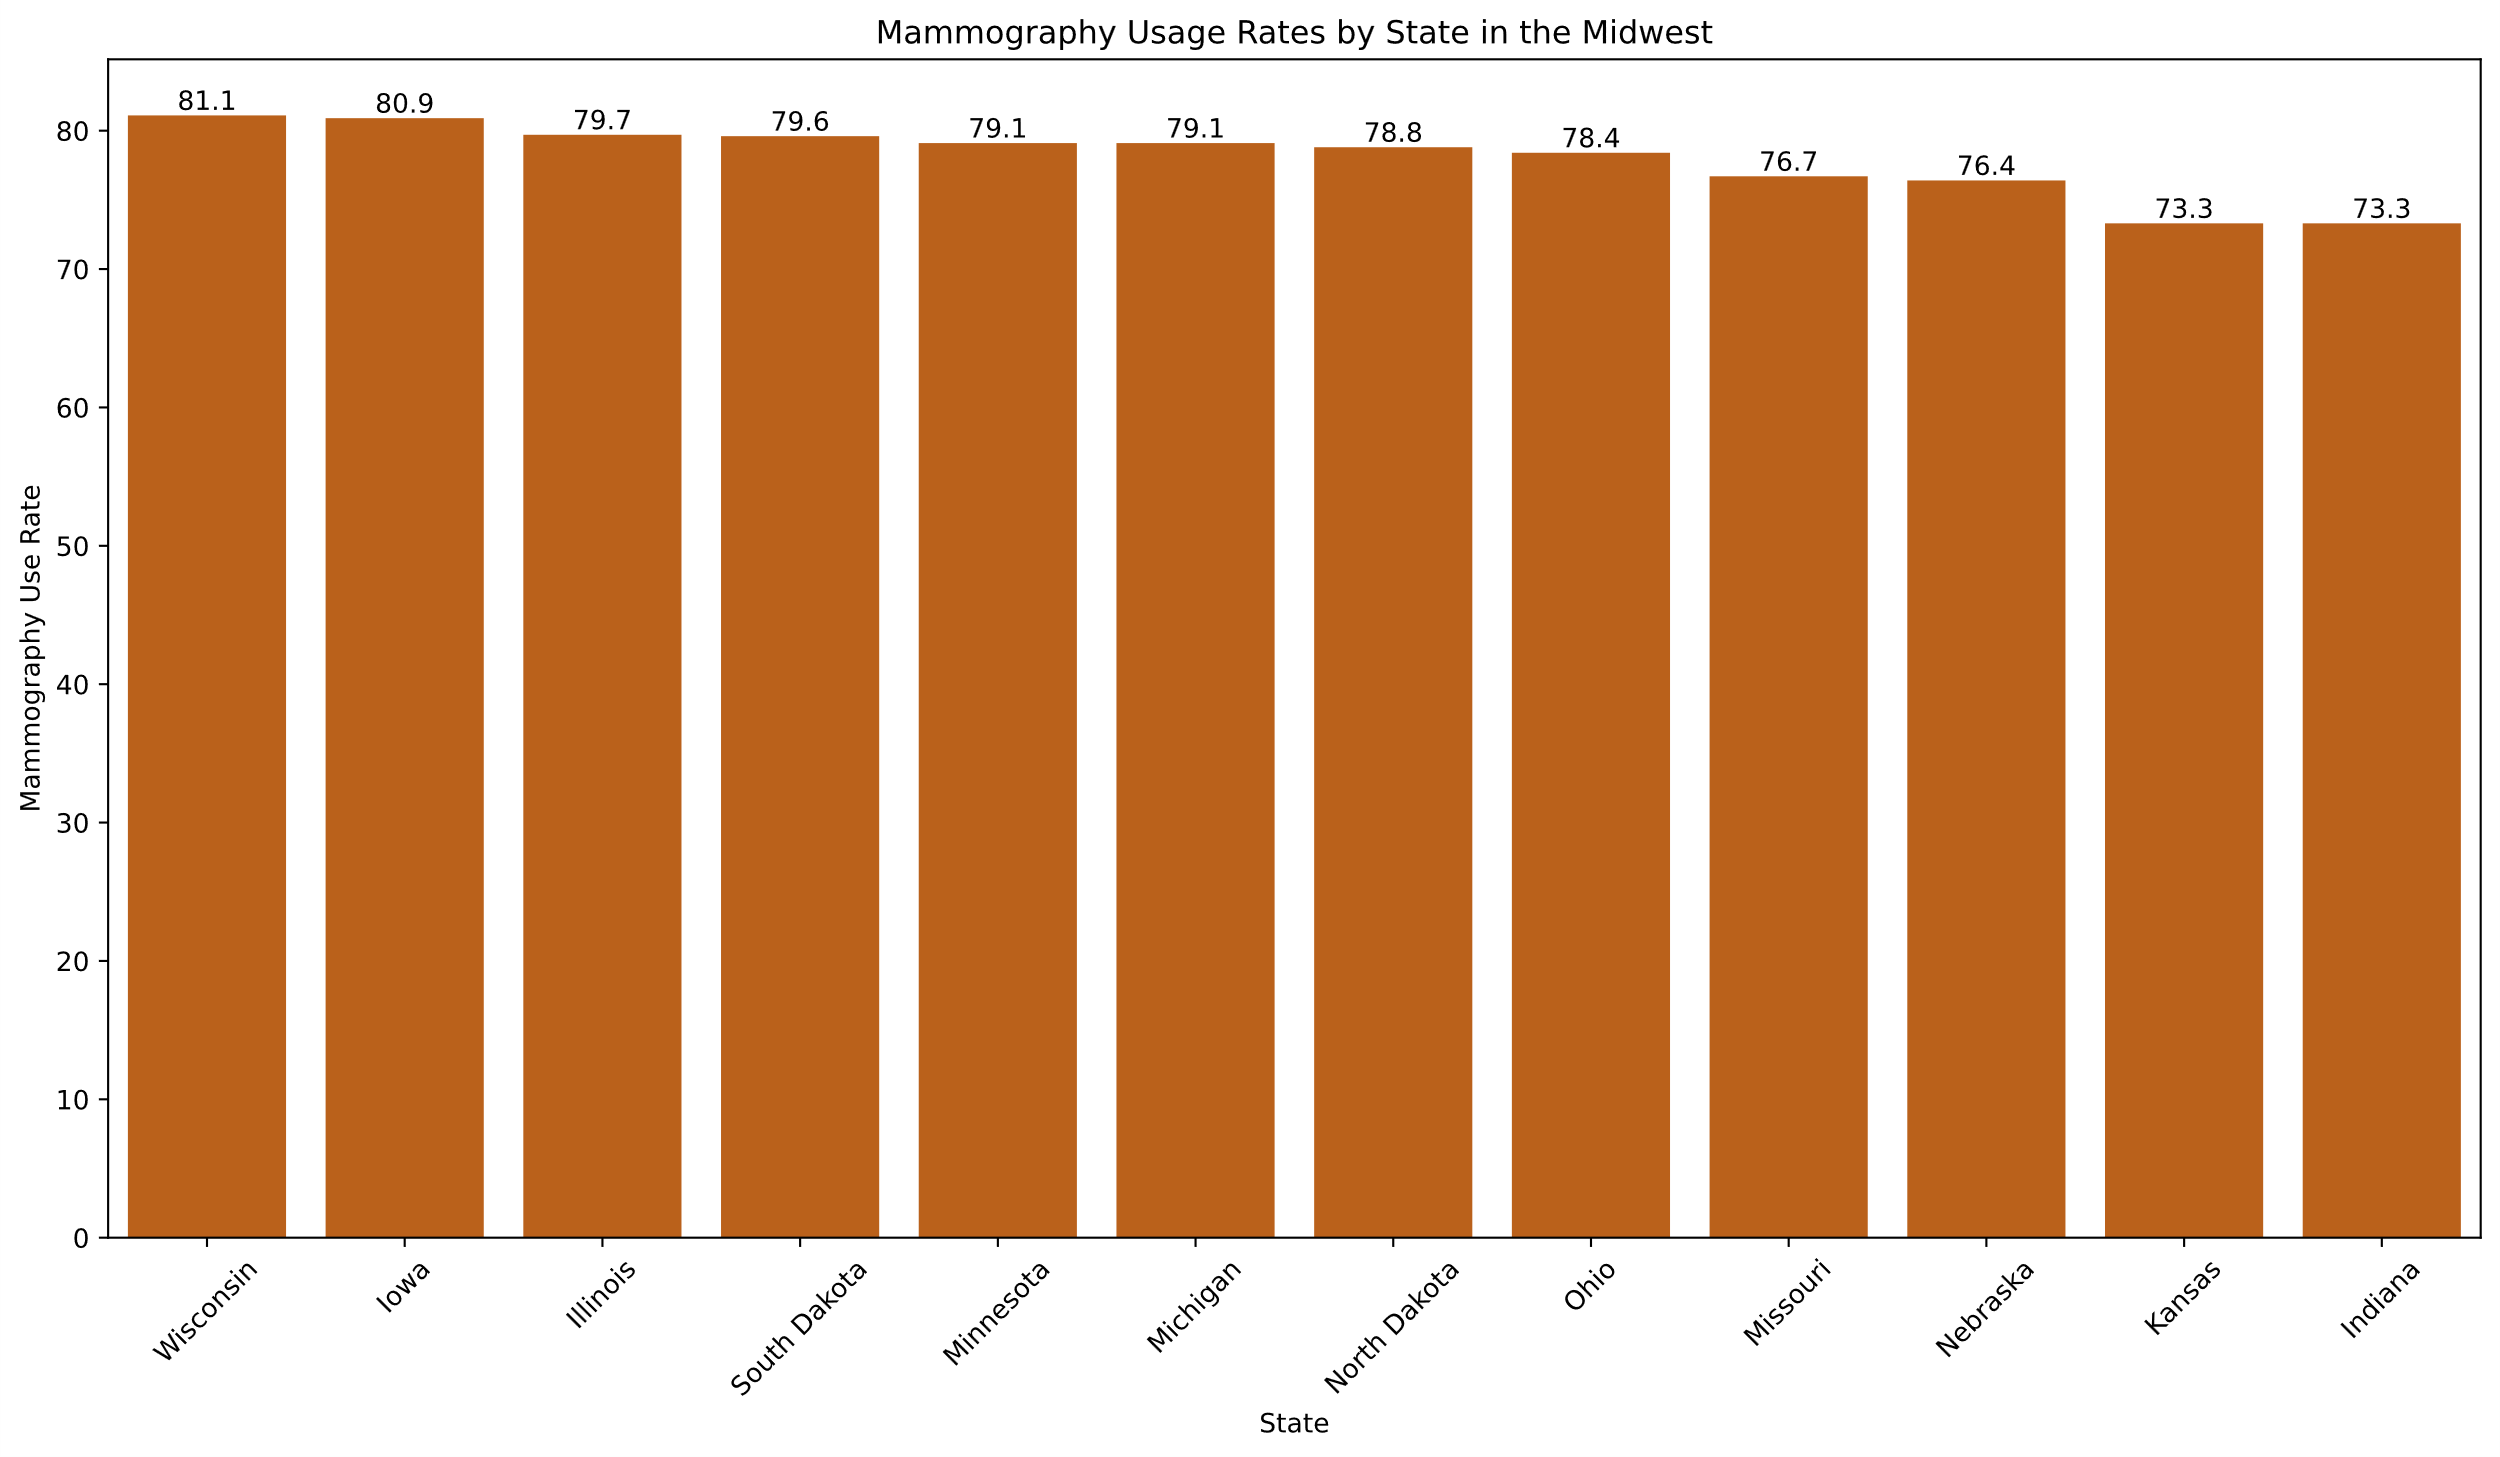 Mammography Usage Rates by State in the Midwest
81.1
80.9
79.7
79.6
79.1
79.1
78.8
78.4
76.7
76.4
73.3
73.3
80
70
60
50
40
30
20
10
0
Mammography Use Rate
Wisconsin
Iowa
Illinois
South Dakota
Minnesota
Michigan
North Dakota
Ohio
Missouri
Nebraska
Kansas
Indiana
State